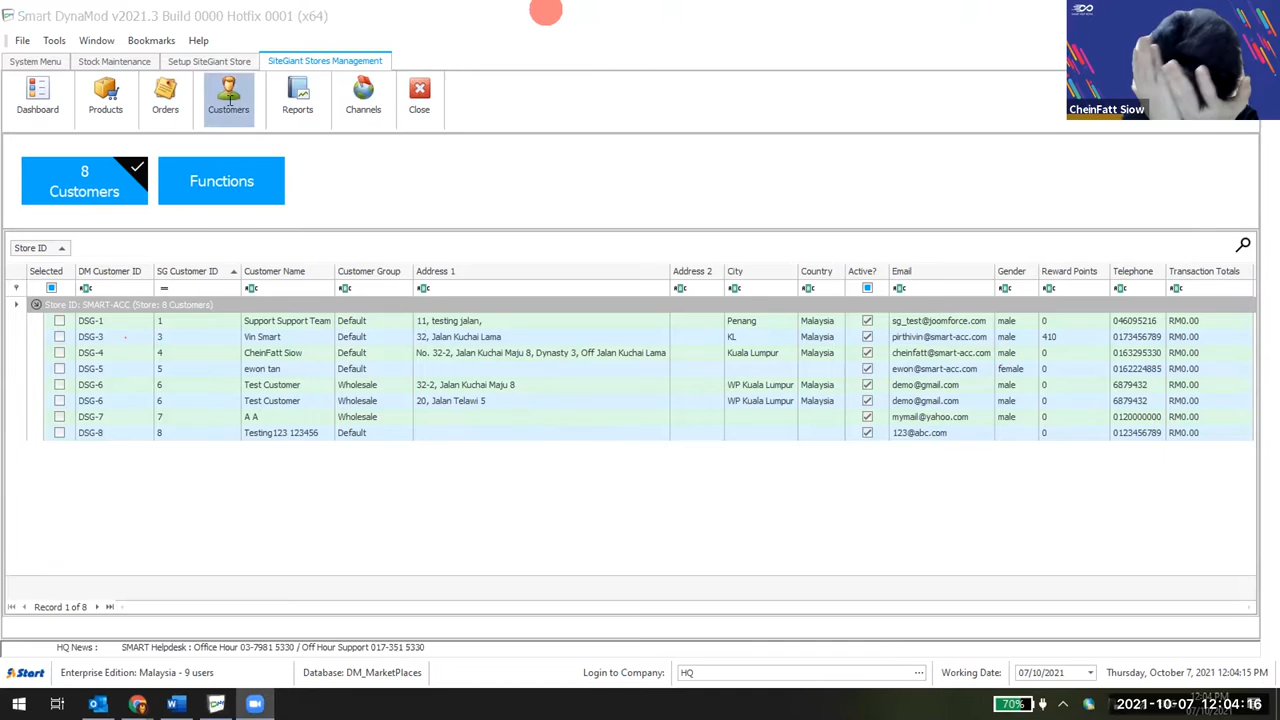 Smart DynaMod v2021.3 Build 0000 Hotfix 0001 (x64)
File Tools Window Bookmarks Help
System Menu Stock Maintenance Setup SiteGiant Store SiteGiant Stores Management
Dashboard Products Orders Customers Reports Channels Close
CheinFatt Siow
8 Customers Functions
Store ID
Selected DM Customer ID SG Customer ID Customer Name Customer Group Address 1 Address 2 City Country Active? Email Gender Reward Points Telephone Transaction Totals
Store ID: SMART-ACC (Store: 8 Customers)
DSG-1 1 Support Support Team Default 11, testing jalan, Penang Malaysia sg_test@joomforce.com male 0 046095216 RM0.00
DSG-3 3 Vin Smart Default 32, Jalan Kuchai Lama KL Malaysia pirthivin@smart-acc.com male 410 0173456789 RM0.00
DSG-4 4 CheinFatt Siow Default No. 32-2, Jalan Kuchai Maju 8, Dynasty 3, Off Jalan Kuchai Lama Kuala Lumpur Malaysia cheinfatt@smart-acc.com male 0 0163295330 RM0.00
DSG-5 5 ewon tan Default ewon@smart-acc.com female 0 0162224885 RM0.00
DSG-6 6 Test Customer Wholesale 32-2, Jalan Kuchai Maju 8 WP Kuala Lumpur Malaysia demo@gmail.com male 0 6879432 RM0.00
DSG-6 6 Test Customer Wholesale 20, Jalan Telawi 5 WP Kuala Lumpur Malaysia demo@gmail.com male 0 6879432 RM0.00
DSG-7 7 A A Wholesale mymail@yahoo.com male 0 0120000000 RM0.00
DSG-8 8 Testing123 123456 Default 123@abc.com 0 0123456789 RM0.00
Record 1 of 8
HQ News : SMART Helpdesk : Office Hour 03-7981 5330 / Off Hour Support 017-351 5330
Start Enterprise Edition: Malaysia - 9 users Database: DM_MarketPlaces Login to Company: HQ Working Date: 07/10/2021 Thursday, October 7, 2021 12:04:15 PM
70% 2021-10-07 12:04:16